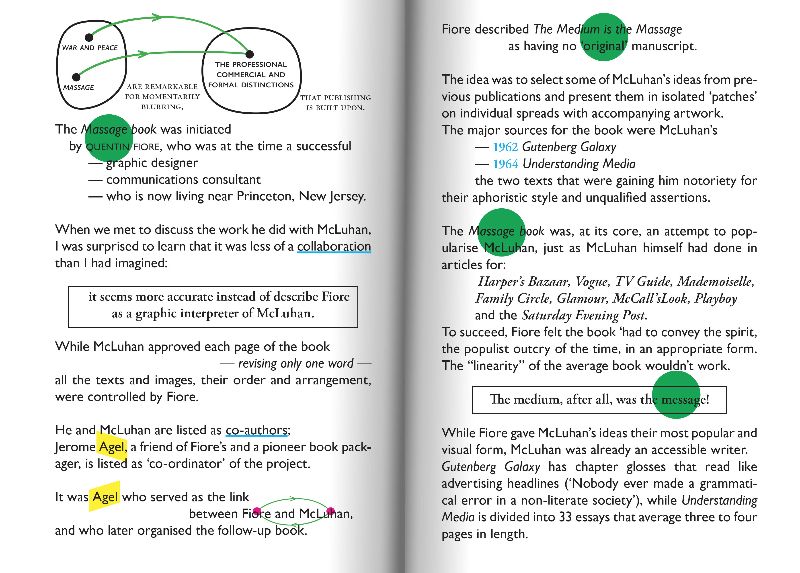 WAR AND PEACE
MASSAGE
ARE REMARKABLE
FOR MOMENTARILY
BLURRING,
THE PROFESSIONAL
COMMERCIAL AND
FORMAL DISTINCTIONS
THAT PUBLISHING
IS BUILT UPON.
The Massage book was initiated
by QUENTIN FIORE, who was at the time a successful
— graphic designer
— communications consultant
— who is now living near Princeton, New Jersey.
When we met to discuss the work he did with McLuhan,
I was surprised to learn that it was less of a collaboration
than I had imagined:
it seems more accurate instead of describe Fiore
as a graphic interpreter of McLuhan.
While McLuhan approved each page of the book
— revising only one word —
all the texts and images, their order and arrangement,
were controlled by Fiore.
He and McLuhan are listed as co-authors;
Jerome Agel, a friend of Fiore's and a pioneer book pack-
ager, is listed as 'co-ordinator' of the project.
It was Agel who served as the link
between Fiore and McLuhan,
and who later organised the follow-up book.
Fiore described The Medium is the Massage
as having no 'original' manuscript.
The idea was to select some of McLuhan's ideas from pre-
vious publications and present them in isolated 'patches'
on individual spreads with accompanying artwork.
The major sources for the book were McLuhan's
— 1962 Gutenberg Galaxy
— 1964 Understanding Media
the two texts that were gaining him notoriety for
their aphoristic style and unqualified assertions.
The Massage book was, at its core, an attempt to pop-
ularise McLuhan, just as McLuhan himself had done in
articles for:
Harper's Bazaar, Vogue, TV Guide, Mademoiselle,
Family Circle, Glamour, McCall'sLook, Playboy
and the Saturday Evening Post.
To succeed, Fiore felt the book 'had to convey the spirit,
the populist outcry of the time, in an appropriate form.
The "linearity" of the average book wouldn't work.
The medium, after all, was the message!
While Fiore gave McLuhan's ideas their most popular and
visual form, McLuhan was already an accessible writer.
Gutenberg Galaxy has chapter glosses that read like
advertising headlines ('Nobody ever made a grammati-
cal error in a non-literate society'), while Understanding
Media is divided into 33 essays that average three to four
pages in length.